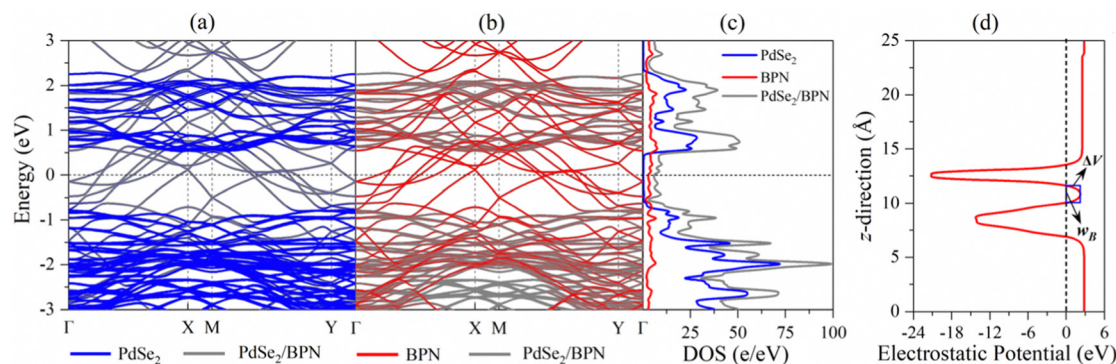 (a) (b) (c) (d)
3 2 1 0 -1 -2 -3
Energy (eV)
Γ X M Y Γ X M Y Γ 25 50 75 100
DOS (e/eV)
PdSe₂
BPN
PdSe₂/BPN
25 20 15 10 5 0
z-direction (Å)
ΔV
w_B
-24 -18 -12 -6 0 6
Electrostatic Potential (eV)
PdSe₂ PdSe₂/BPN BPN PdSe₂/BPN